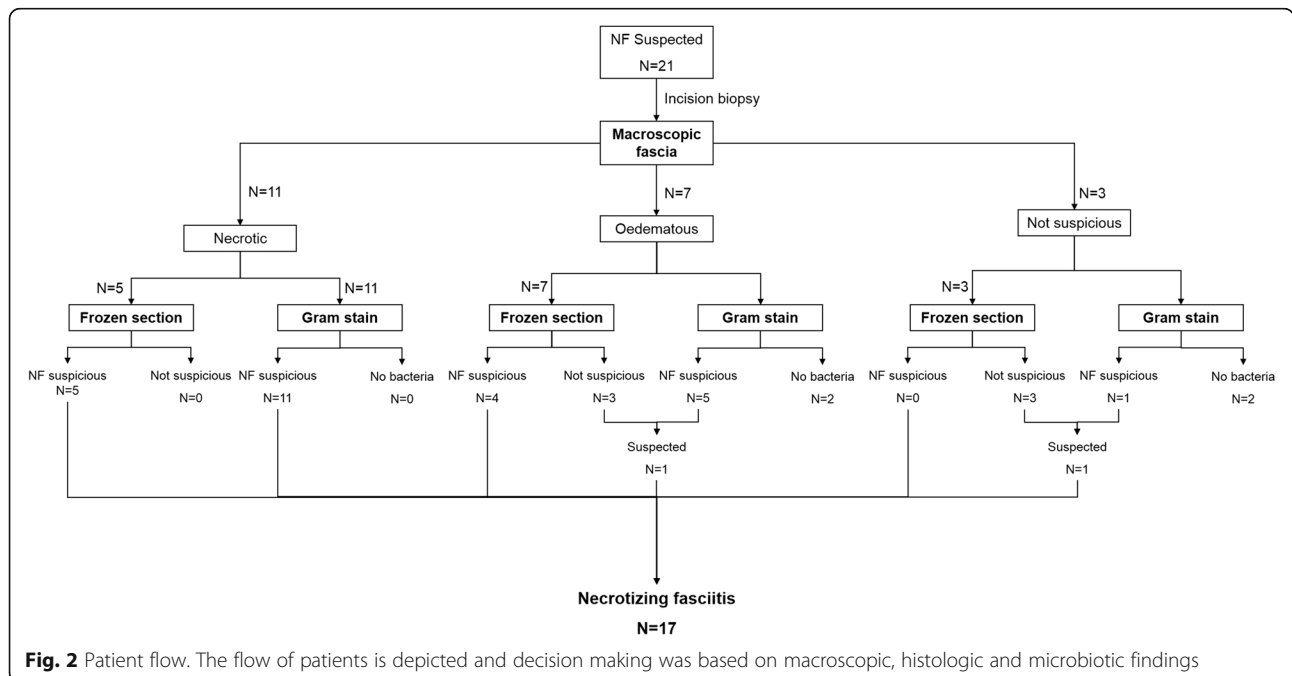 NF Suspected
N=21
Incision biopsy
Macroscopic
fascia
N=11
N=7
N=3
Necrotic
Oedematous
Not suspicious
N=5
N=11
N=7
N=3
Frozen section
Gram stain
Frozen section
Gram stain
Frozen section
Gram stain
NF suspicious
N=5
Not suspicious
N=0
NF suspicious
N=11
No bacteria
N=0
NF suspicious
N=4
Not suspicious
N=3
NF suspicious
N=5
No bacteria
N=2
NF suspicious
N=0
Not suspicious
N=3
NF suspicious
N=1
No bacteria
N=2
Suspected
N=1
Suspected
N=1
Necrotizing fasciitis
N=17
Fig. 2 Patient flow. The flow of patients is depicted and decision making was based on macroscopic, histologic and microbiotic findings